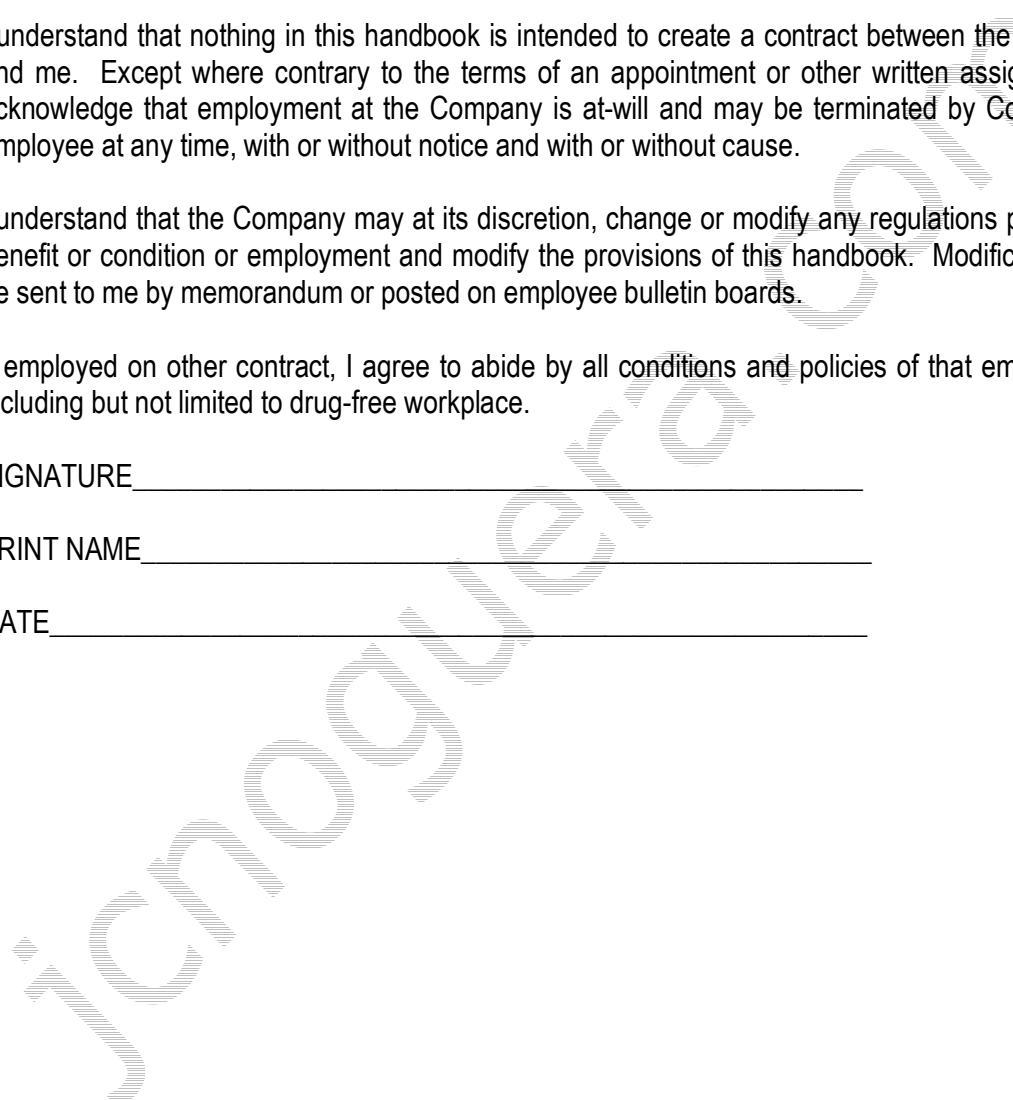 understand that nothing in this handbook is intended to create a contract between the
nd me. Except where contrary to the terms of an appointment or other written assig
cknowledge that employment at the Company is at-will and may be terminated by Co
mployee at any time, with or without notice and with or without cause.
understand that the Company may at its discretion, change or modify any regulations p
enefit or condition or employment and modify the provisions of this handbook. Modific
e sent to me by memorandum or posted on employee bulletin boards.
employed on other contract, I agree to abide by all conditions and policies of that em
cluding but not limited to drug-free workplace.
IGNATURE
RINT NAME
ATE
jcnoguera.com